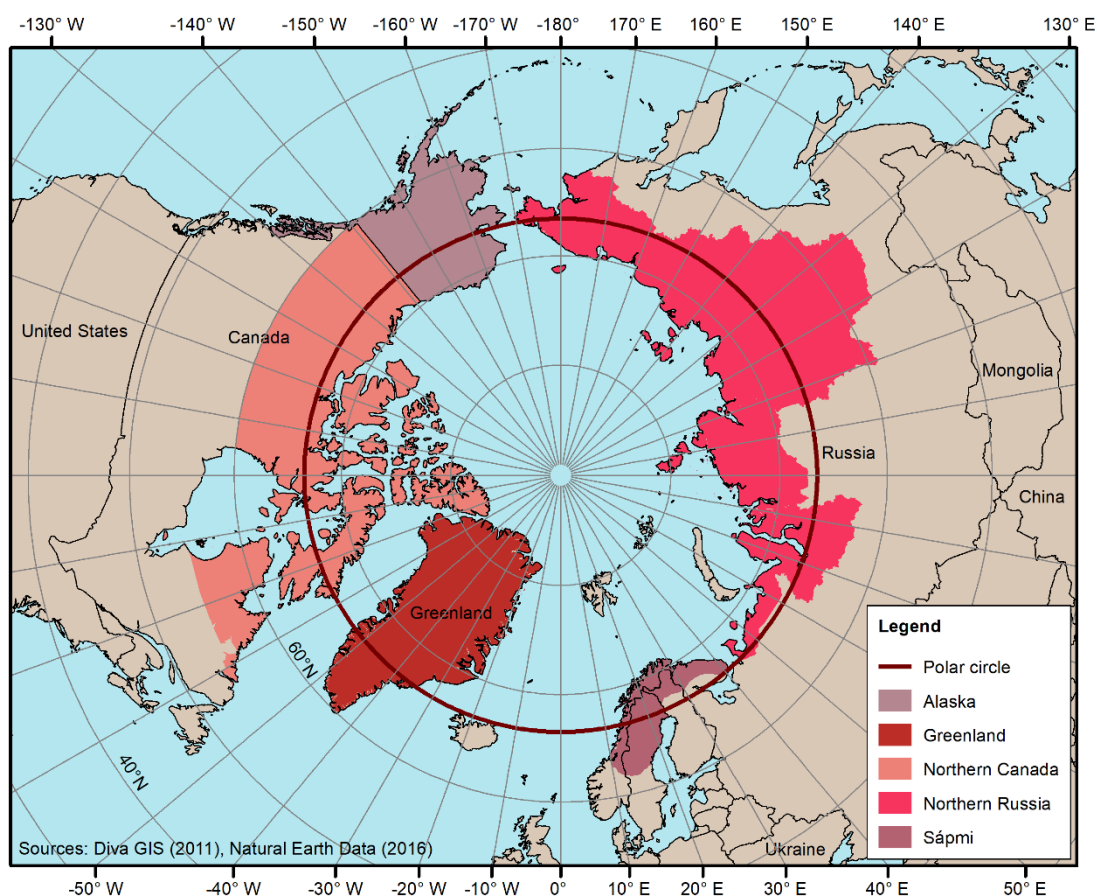 -130° W -140° W -150° W -160° W -170° W -180° 170° E 160° E 150° E 140° E 130° E
United States
Canada
Mongolia
Russia
China
Greenland
60°N
40°N
Ukraine
Legend
Polar circle
Alaska
Greenland
Northern Canada
Northern Russia
Sápmi
Sources: Diva GIS (2011), Natural Earth Data (2016)
-50° W -40° W -30° W -20° W -10° W 0° 10° E 20° E 30° E 40° E 50° E